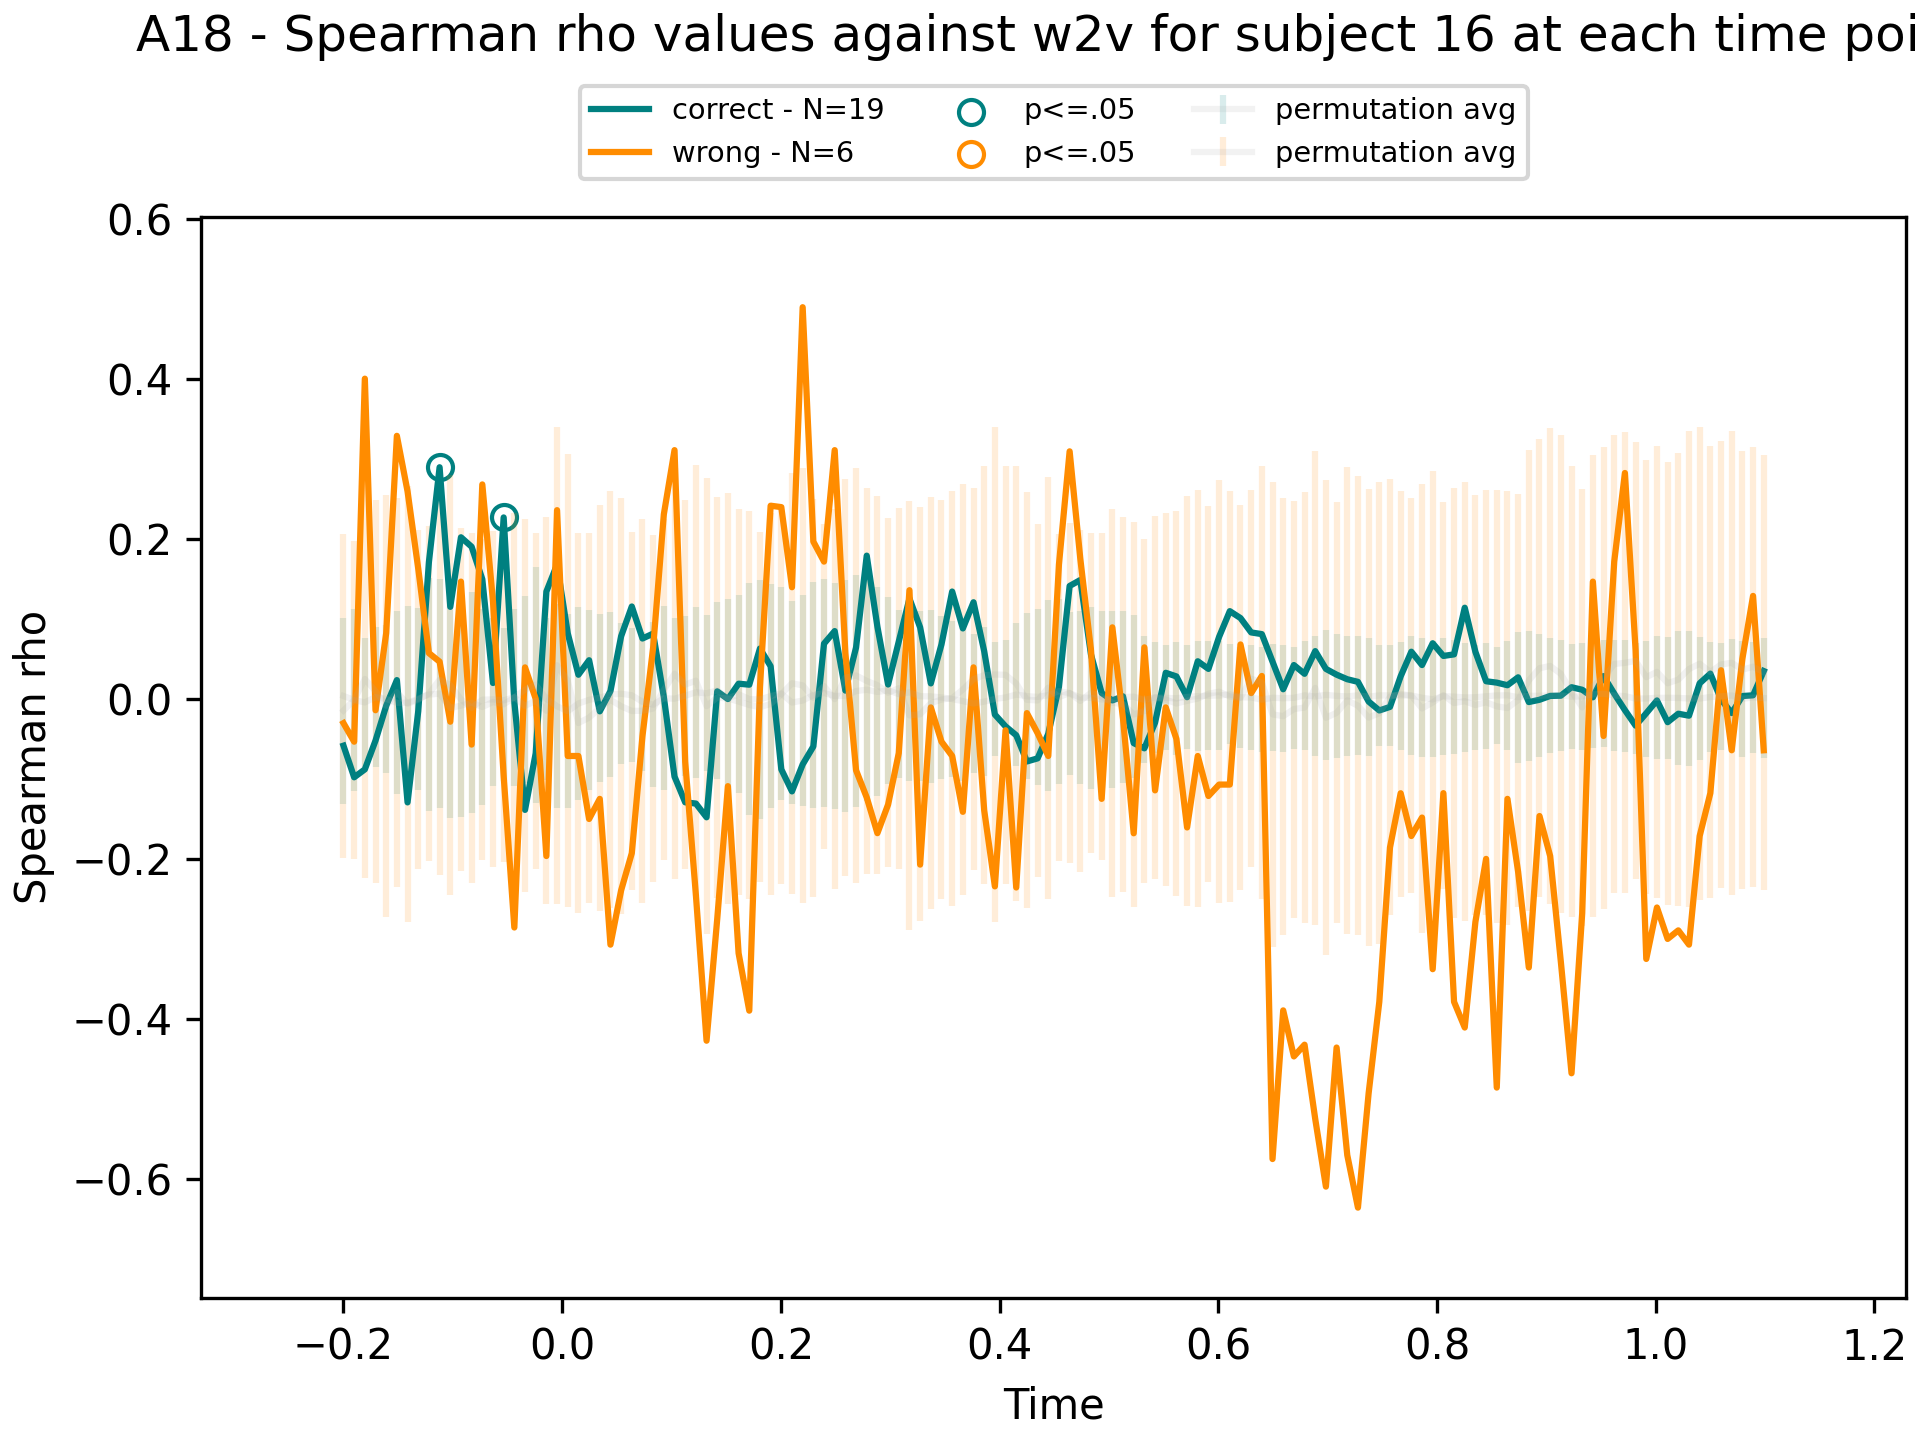 A18 - Spearman rho values against w2v for subject 16 at each time poi
correct - N=19 p<=.05 permutation avg
wrong - N=6 p<=.05 permutation avg
0.6
0.4
0.2
0.0
−0.2
−0.4
−0.6
Spearman rho
−0.2 0.0 0.2 0.4 0.6 0.8 1.0 1.2
Time